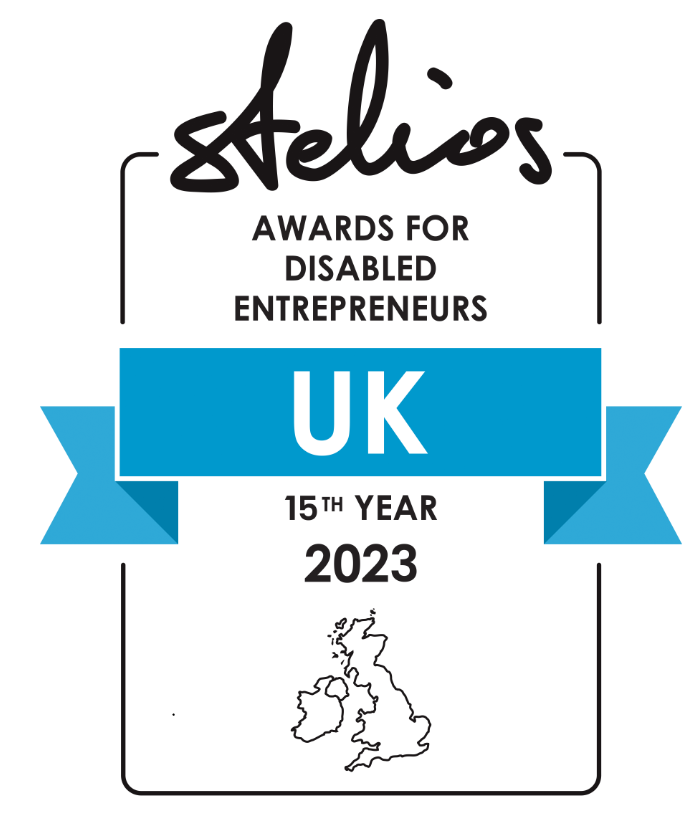 stelios
AWARDS FOR
DISABLED
ENTREPRENEURS
UK
15TH YEAR
2023